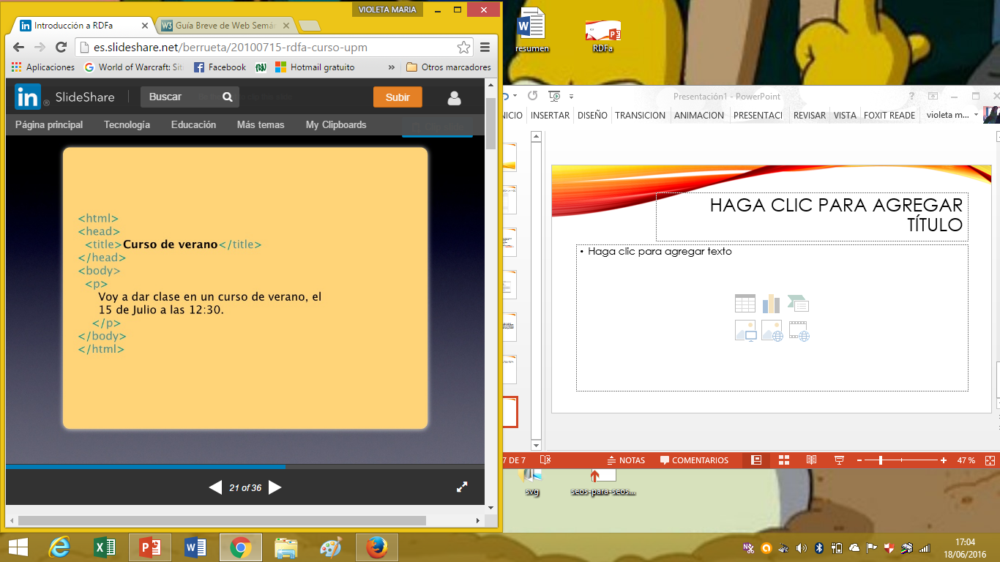 VIOLETA MARIA
Introducción a RDFa
Guía Breve de Web Semán
es.slideshare.net/berrueta/20100715-rdfa-curso-upm
Aplicaciones
World of Warcraft: Sit
Facebook
Hotmail gratuito
»
Otros marcadores
in SlideShare
Buscar
Subir
Página principal
Tecnología
Educación
Más temas
My Clipboards
<html>
<head>
<title>Curso de verano</title>
</head>
<body>
<p>
Voy a dar clase en un curso de verano, el
15 de Julio a las 12:30.
</p>
</body>
</html>
21 of 36
resumen
RDFa
Presentación1 - PowerPoint
NICIO INSERTAR DISEÑO TRANSICION ANIMACION PRESENTACI REVISAR VISTA FOXIT READE violeta m...
HAGA CLIC PARA AGREGAR
TÍTULO
• Haga clic para agregar texto
7 DE 7
NOTAS
COMENTARIOS
47 %
svg
seos-para-seos...
17:04
18/06/2016